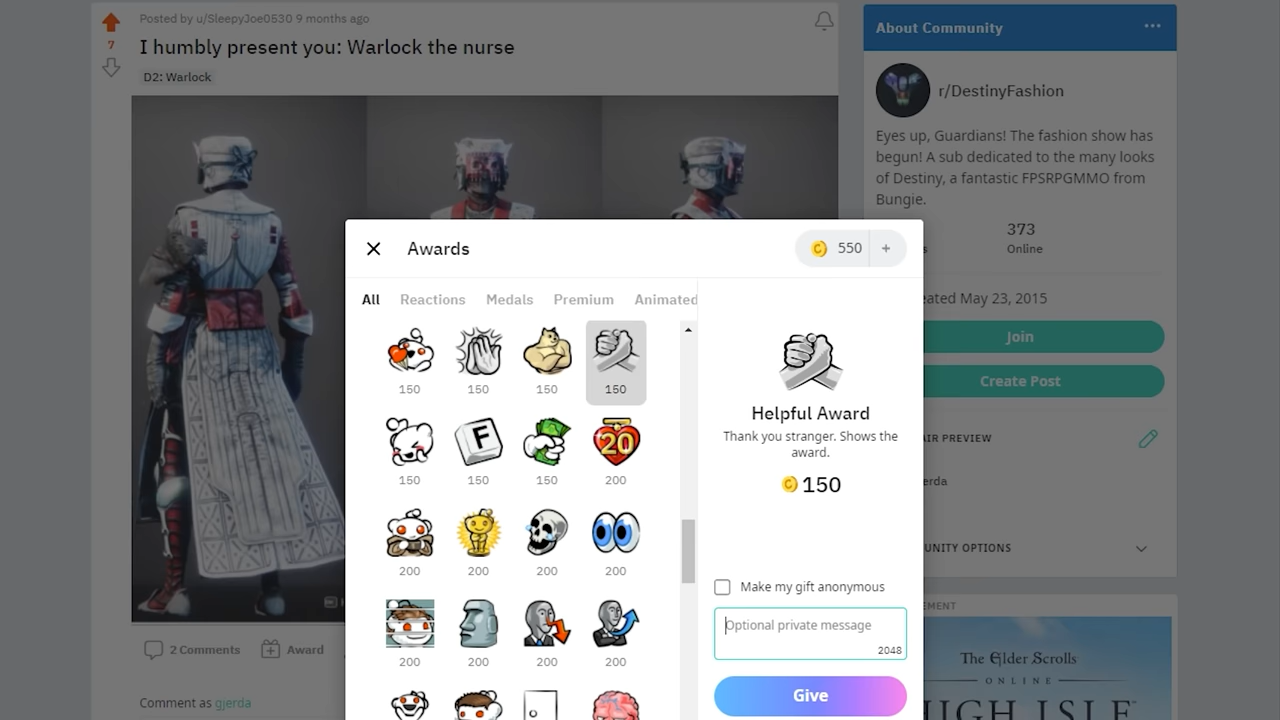 Posted by u/SleepyJoe0530 9 months ago
7
I humbly present you: Warlock the nurse
D2: Warlock
2 Comments
Award
Comment as gjerda
Awards
550
+
All
Reactions
Medals
Premium
Animated
150
150
150
150
150
F
150
150
20
200
200
200
200
200
200
200
200
200
Helpful Award
Thank you stranger. Shows the
award.
150
Make my gift anonymous
Optional private message
2048
Give
About Community
r/DestinyFashion
Eyes up, Guardians! The fashion show has
begun! A sub dedicated to the many looks
of Destiny, a fantastic FPSRPGMMO from
Bungie.
373
Online
May 23, 2015
Join
Create Post
PREVIEW
OPTIONS
The Elder Scrolls
ONLINE
HIGH ISLE